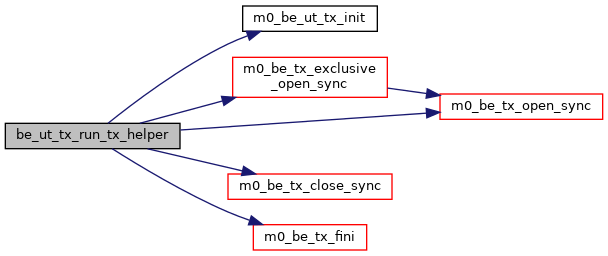 m0_be_ut_tx_init
m0_be_tx_exclusive
_open_sync
m0_be_tx_open_sync
be_ut_tx_run_tx_helper
m0_be_tx_close_sync
m0_be_tx_fini